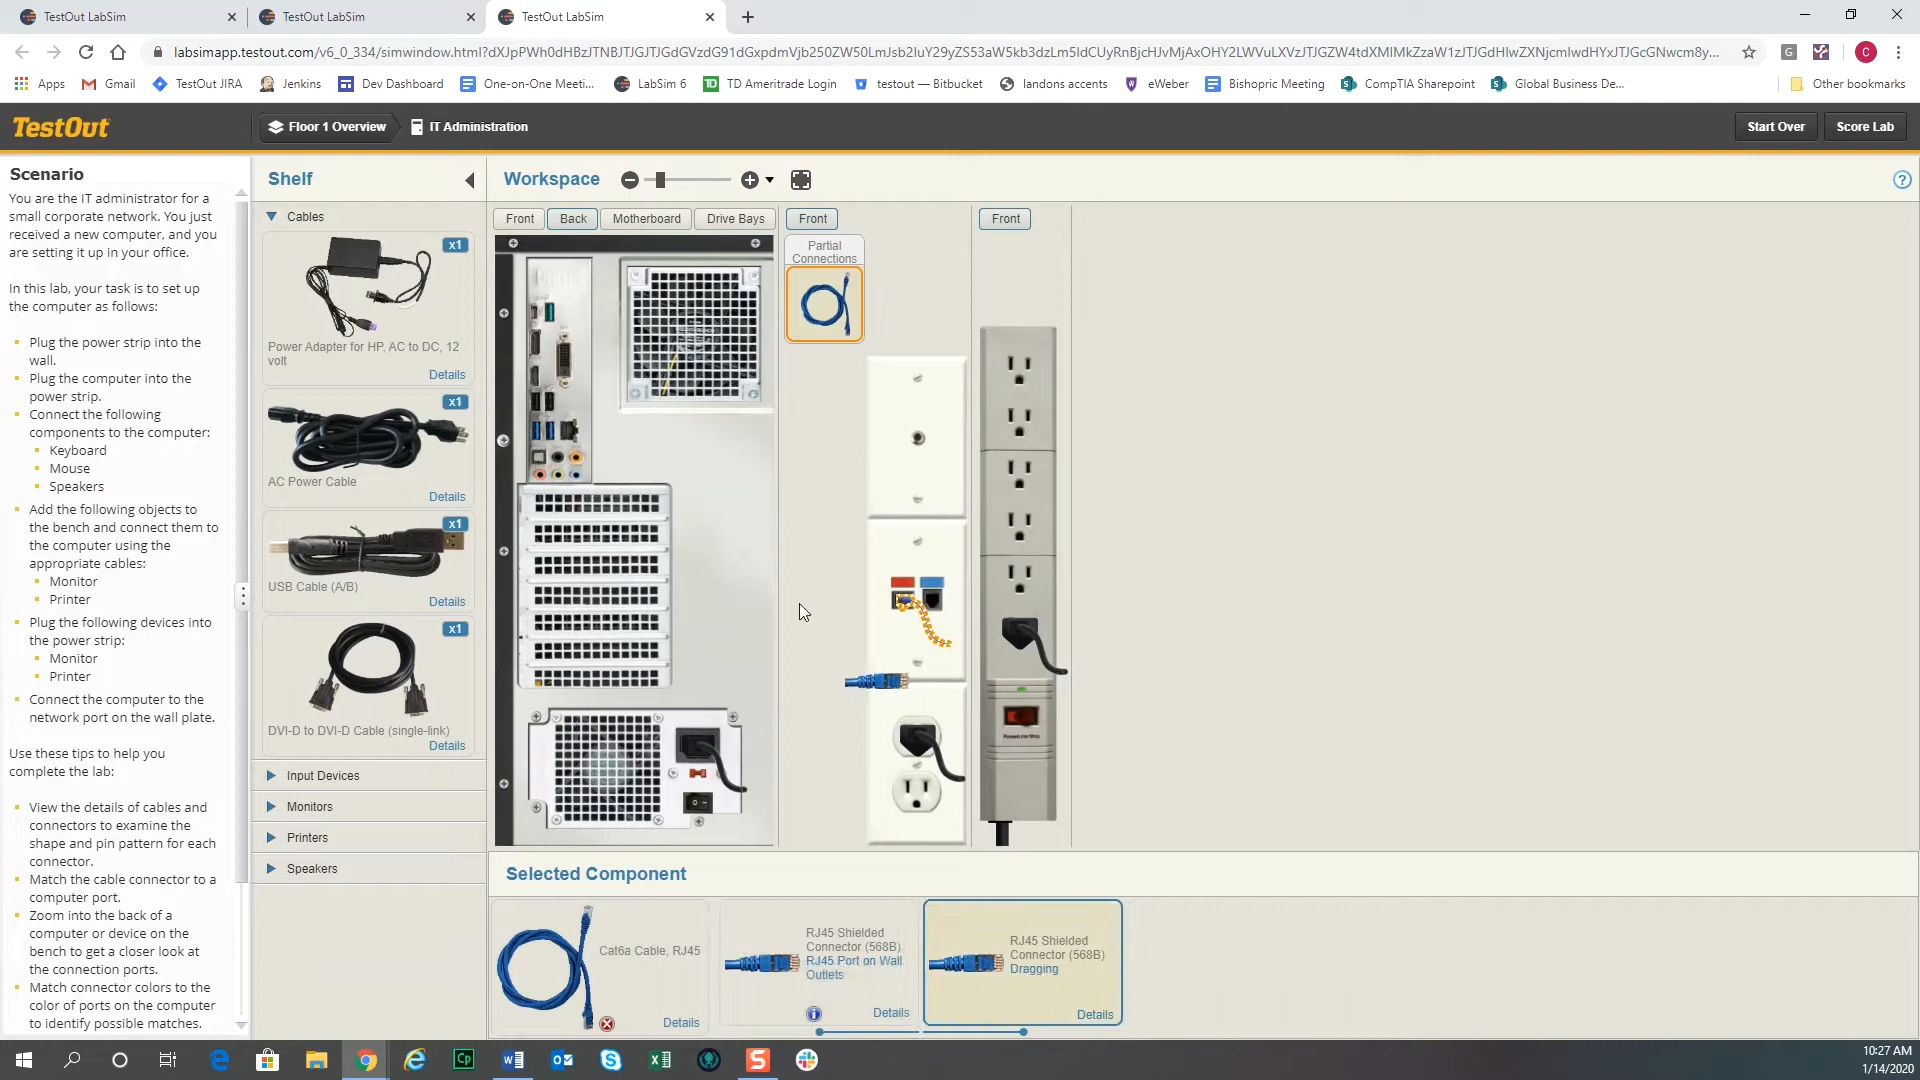 TestOut LabSim
TestOut LabSim
TestOut LabSim
Apps
Gmail
TestOut JIRA
Jenkins
Dev Dashboard
One-on-One Meeti...
LabSim 6
TD Ameritrade Login
testout — Bitbucket
landons accents
eWeber
Bishopric Meeting
CompTIA Sharepoint
Global Business De...
Other bookmarks
TestOut
Floor 1 Overview
IT Administration
Start Over
Score Lab
Scenario
You are the IT administrator for a
small corporate network. You just
received a new computer, and you
are setting it up in your office.
In this lab, your task is to set up
the computer as follows:
Plug the power strip into the
wall.
Plug the computer into the
power strip.
Connect the following
components to the computer:
Keyboard
Mouse
Speakers
Add the following objects to
the bench and connect them to
the computer using the
appropriate cables:
Monitor
Printer
Plug the following devices into
the power strip:
Monitor
Printer
Connect the computer to the
network port on the wall plate.
Use these tips to help you
complete the lab:
View the details of cables and
connectors to examine the
shape and pin pattern for each
connector.
Match the cable connector to a
computer port.
Zoom into the back of a
computer or device on the
bench to get a closer look at
the connection ports.
Match connector colors to the
color of ports on the computer
to identify possible matches.
Shelf
Cables
x1
Power Adapter for HP, AC to DC, 12
volt
Details
x1
AC Power Cable
Details
x1
USB Cable (A/B)
Details
x1
DVI-D to DVI-D Cable (single-link)
Details
Input Devices
Monitors
Printers
Speakers
Workspace
Front
Back
Motherboard
Drive Bays
Front
Partial
Connections
Front
PowerLine Strip
Selected Component
Cat6a Cable, RJ45
Details
RJ45 Shielded
Connector (568B)
RJ45 Port on Wall
Outlets
Details
RJ45 Shielded
Connector (568B)
Dragging
Details
10:27 AM
1/14/2020